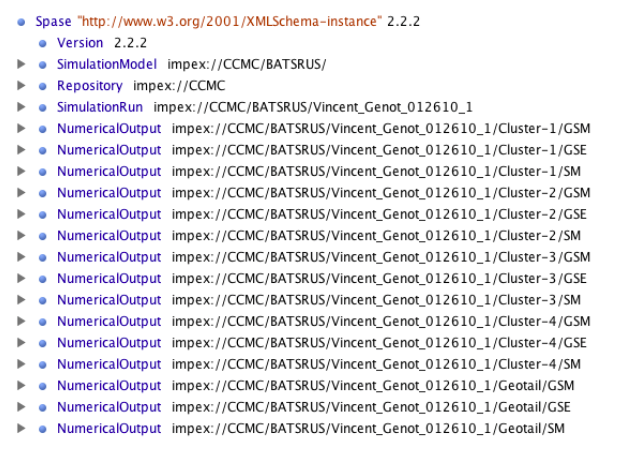 Spase "http://www.w3.org/2001/XMLSchema-instance" 2.2.2
Version 2.2.2
SimulationModel impex://CCMC/BATSRUS/
Repository impex://CCMC
SimulationRun impex://CCMC/BATSRUS/Vincent_Genot_012610_1
NumericalOutput impex://CCMC/BATSRUS/Vincent_Genot_012610_1/Cluster-1/GSM
NumericalOutput impex://CCMC/BATSRUS/Vincent_Genot_012610_1/Cluster-1/GSE
NumericalOutput impex://CCMC/BATSRUS/Vincent_Genot_012610_1/Cluster-1/SM
NumericalOutput impex://CCMC/BATSRUS/Vincent_Genot_012610_1/Cluster-2/GSM
NumericalOutput impex://CCMC/BATSRUS/Vincent_Genot_012610_1/Cluster-2/GSE
NumericalOutput impex://CCMC/BATSRUS/Vincent_Genot_012610_1/Cluster-2/SM
NumericalOutput impex://CCMC/BATSRUS/Vincent_Genot_012610_1/Cluster-3/GSM
NumericalOutput impex://CCMC/BATSRUS/Vincent_Genot_012610_1/Cluster-3/GSE
NumericalOutput impex://CCMC/BATSRUS/Vincent_Genot_012610_1/Cluster-3/SM
NumericalOutput impex://CCMC/BATSRUS/Vincent_Genot_012610_1/Cluster-4/GSM
NumericalOutput impex://CCMC/BATSRUS/Vincent_Genot_012610_1/Cluster-4/GSE
NumericalOutput impex://CCMC/BATSRUS/Vincent_Genot_012610_1/Cluster-4/SM
NumericalOutput impex://CCMC/BATSRUS/Vincent_Genot_012610_1/Geotail/GSM
NumericalOutput impex://CCMC/BATSRUS/Vincent_Genot_012610_1/Geotail/GSE
NumericalOutput impex://CCMC/BATSRUS/Vincent_Genot_012610_1/Geotail/SM